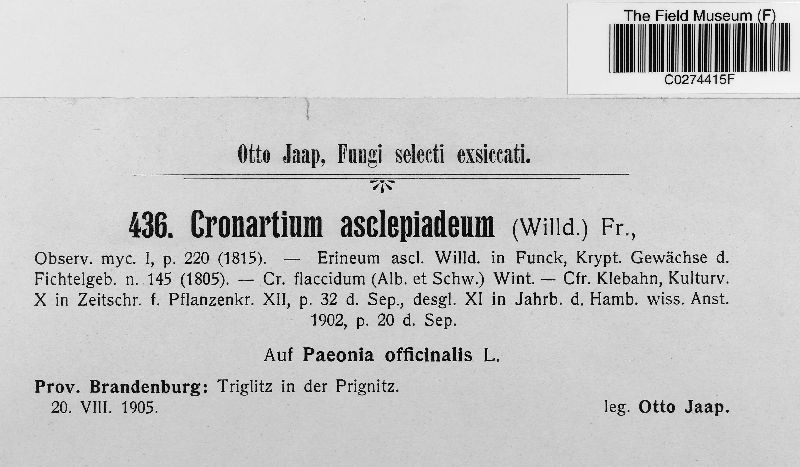 The Field Museum (F)
C0274415F
Otto Jaap, Fungi selecti exsiccati.
436. Cronartium asclepiadeum (Willd.) Fr.,
Observ. myc. I, p. 220 (1815). — Erineum ascl. Willd. in Funck, Krypt. Gewächse d.
Fichtelgeb. n. 145 (1805). — Cr. flaccidum (Alb. et Schw.) Wint. — Cfr. Klebahn, Kulturv.
X in Zeitschr. f. Pflanzenkr. XII, p. 32 d. Sep., desgl. XI in Jahrb. d. Hamb. wiss. Anst.
1902, p. 20 d. Sep.
Auf Paeonia officinalis L.
Prov. Brandenburg: Triglitz in der Prignitz.
20. VIII. 1905. leg. Otto Jaap.